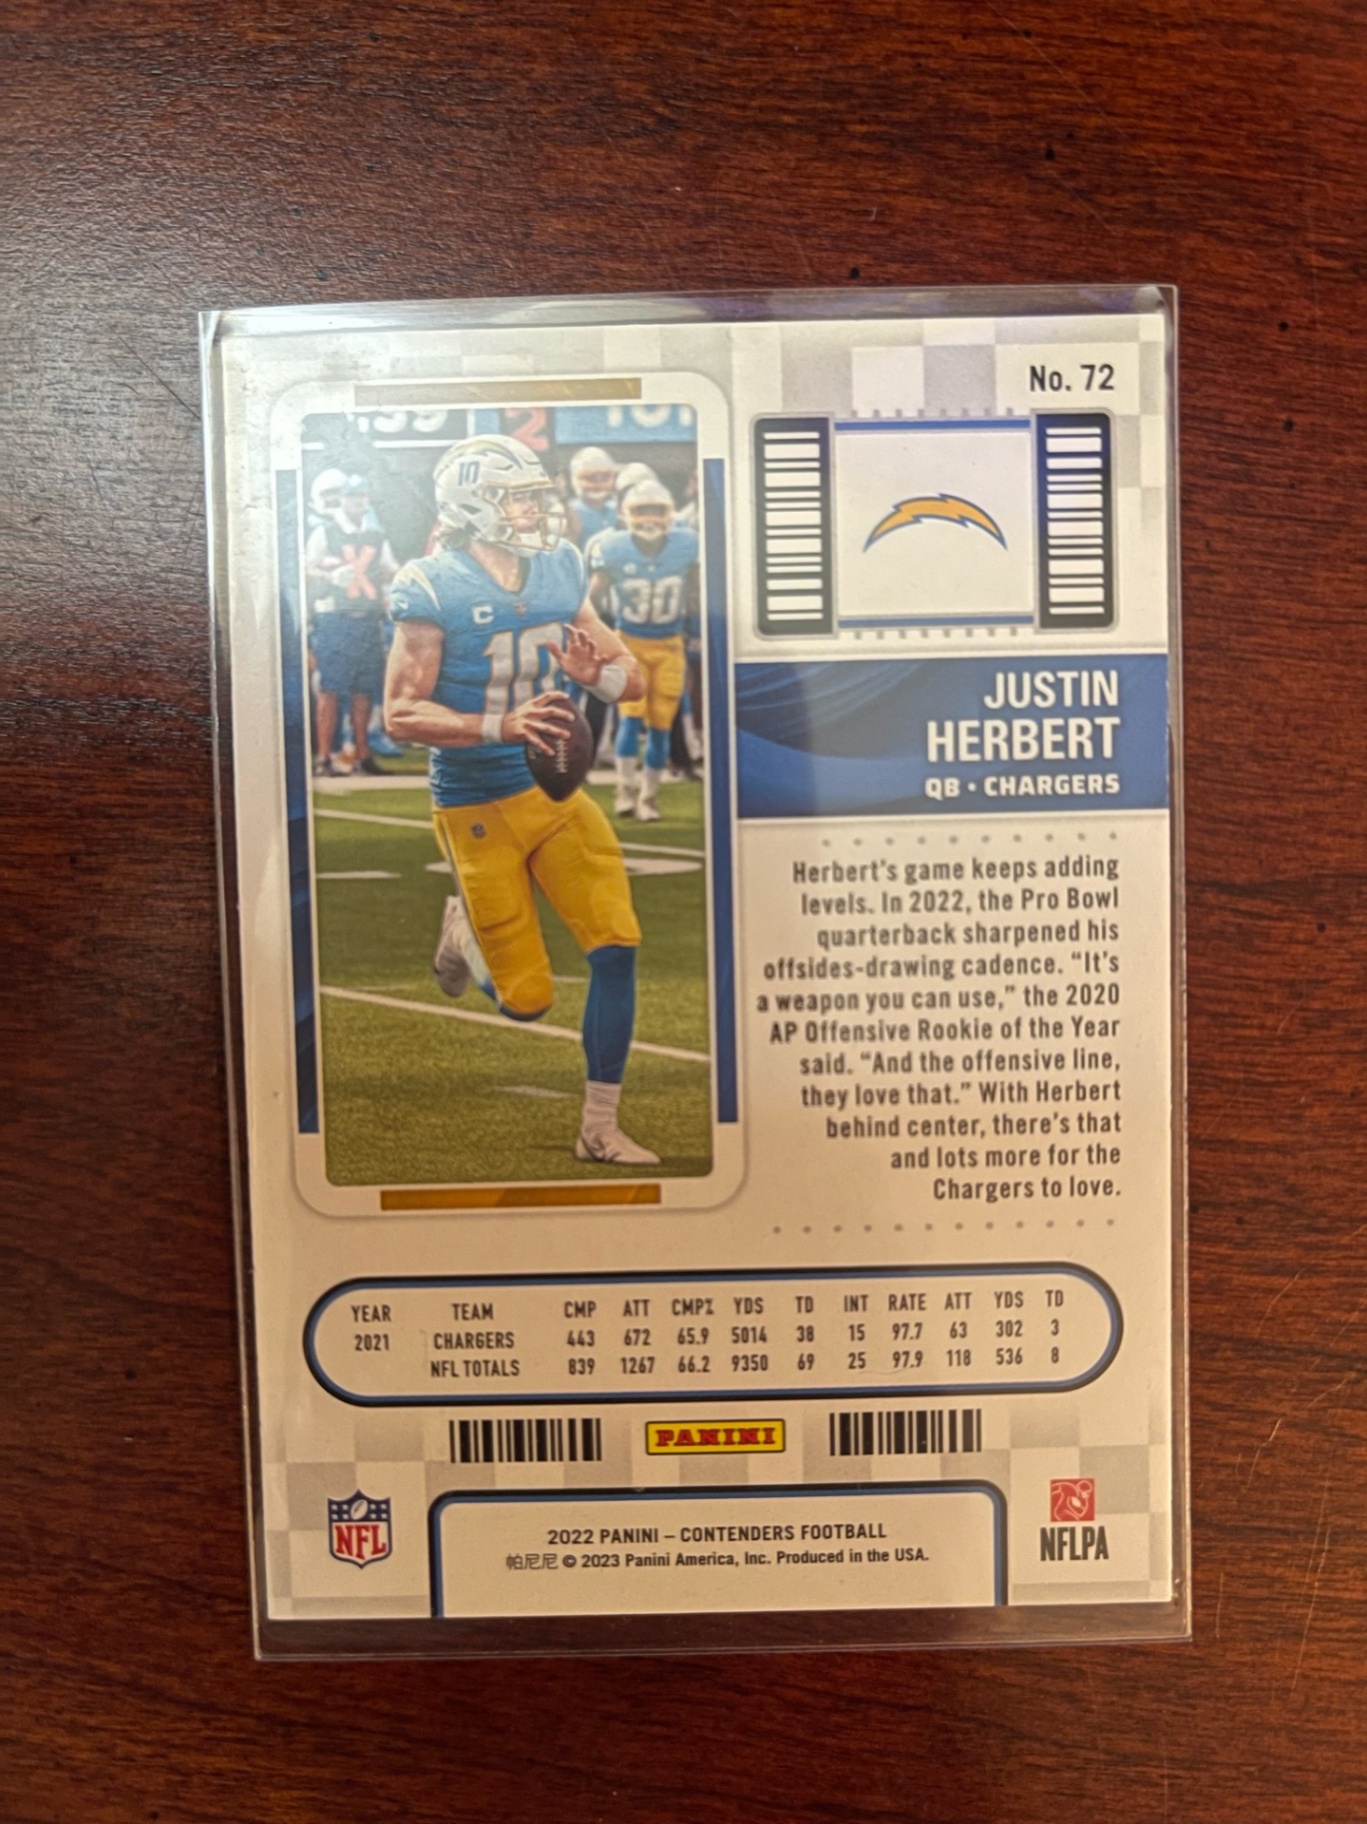 No. 72
10
C
10
30
X
2
JUSTIN
HERBERT
QB • CHARGERS
Herbert's game keeps adding
levels. In 2022, the Pro Bowl
quarterback sharpened his
offsides-drawing cadence. “It's
a weapon you can use,” the 2020
AP Offensive Rookie of the Year
said. “And the offensive line,
they love that.” With Herbert
behind center, there's that
and lots more for the
Chargers to love.
YEAR TEAM CMP ATT CMP% YDS TD INT RATE ATT YDS TD
2021 CHARGERS 443 672 65.9 5014 38 15 97.7 63 302 3
NFL TOTALS 839 1267 66.2 9350 69 25 97.9 118 536 8
PANINI
NFL
2022 PANINI – CONTENDERS FOOTBALL
帕尼尼 © 2023 Panini America, Inc. Produced in the USA.
NFLPA